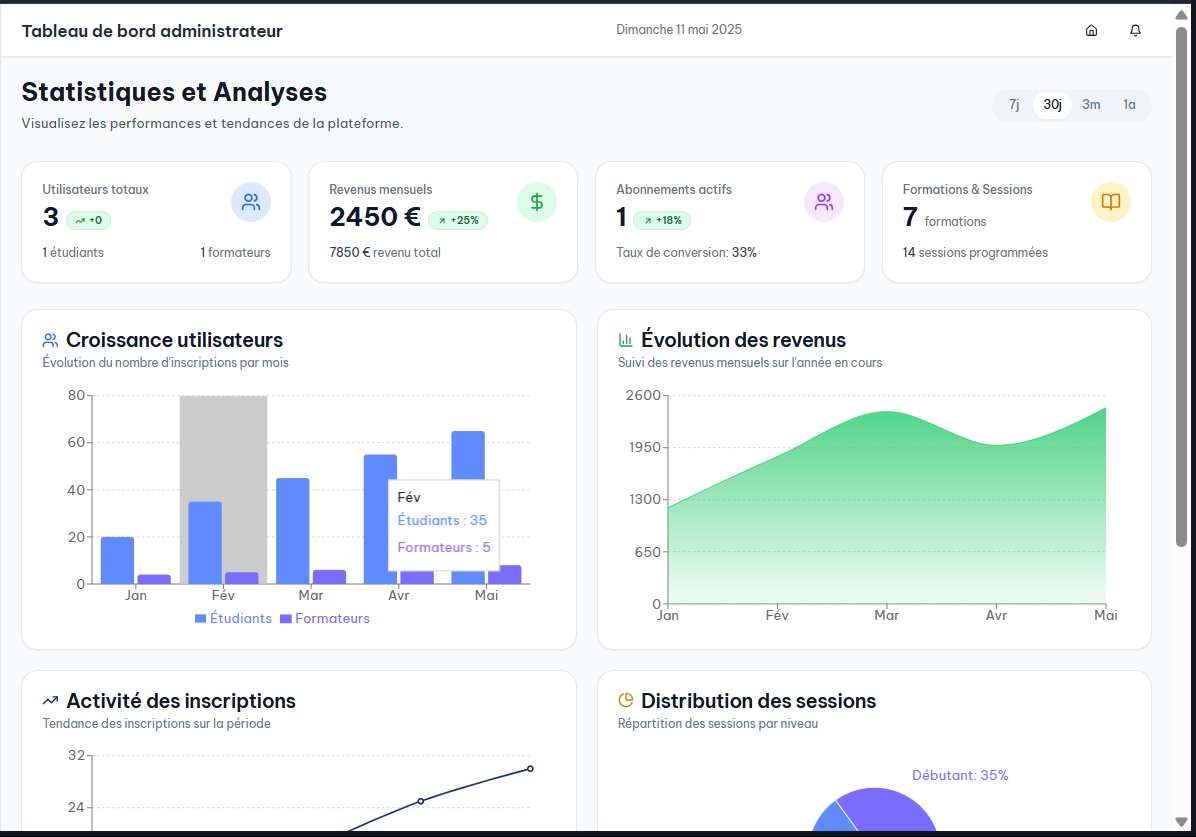 Tableau de bord administrateur
Dimanche 11 mai 2025
Statistiques et Analyses
Visualisez les performances et tendances de la plateforme.
7j 30j 3m 1a
Utilisateurs totaux
3 +0
1 étudiants 1 formateurs
Revenus mensuels
2450 € +25%
7850 € revenu total
Abonnements actifs
1 +18%
Taux de conversion: 33%
Formations & Sessions
7 formations
14 sessions programmées
Croissance utilisateurs
Évolution du nombre d'inscriptions par mois
80
60
40
20
0
Jan Fév Mar Avr Mai
Fév
Étudiants : 35
Formateurs : 5
Étudiants Formateurs
Évolution des revenus
Suivi des revenus mensuels sur l'année en cours
2600
1950
1300
650
0
Jan Fév Mar Avr Mai
Activité des inscriptions
Tendance des inscriptions sur la période
32
24
Distribution des sessions
Répartition des sessions par niveau
Débutant: 35%